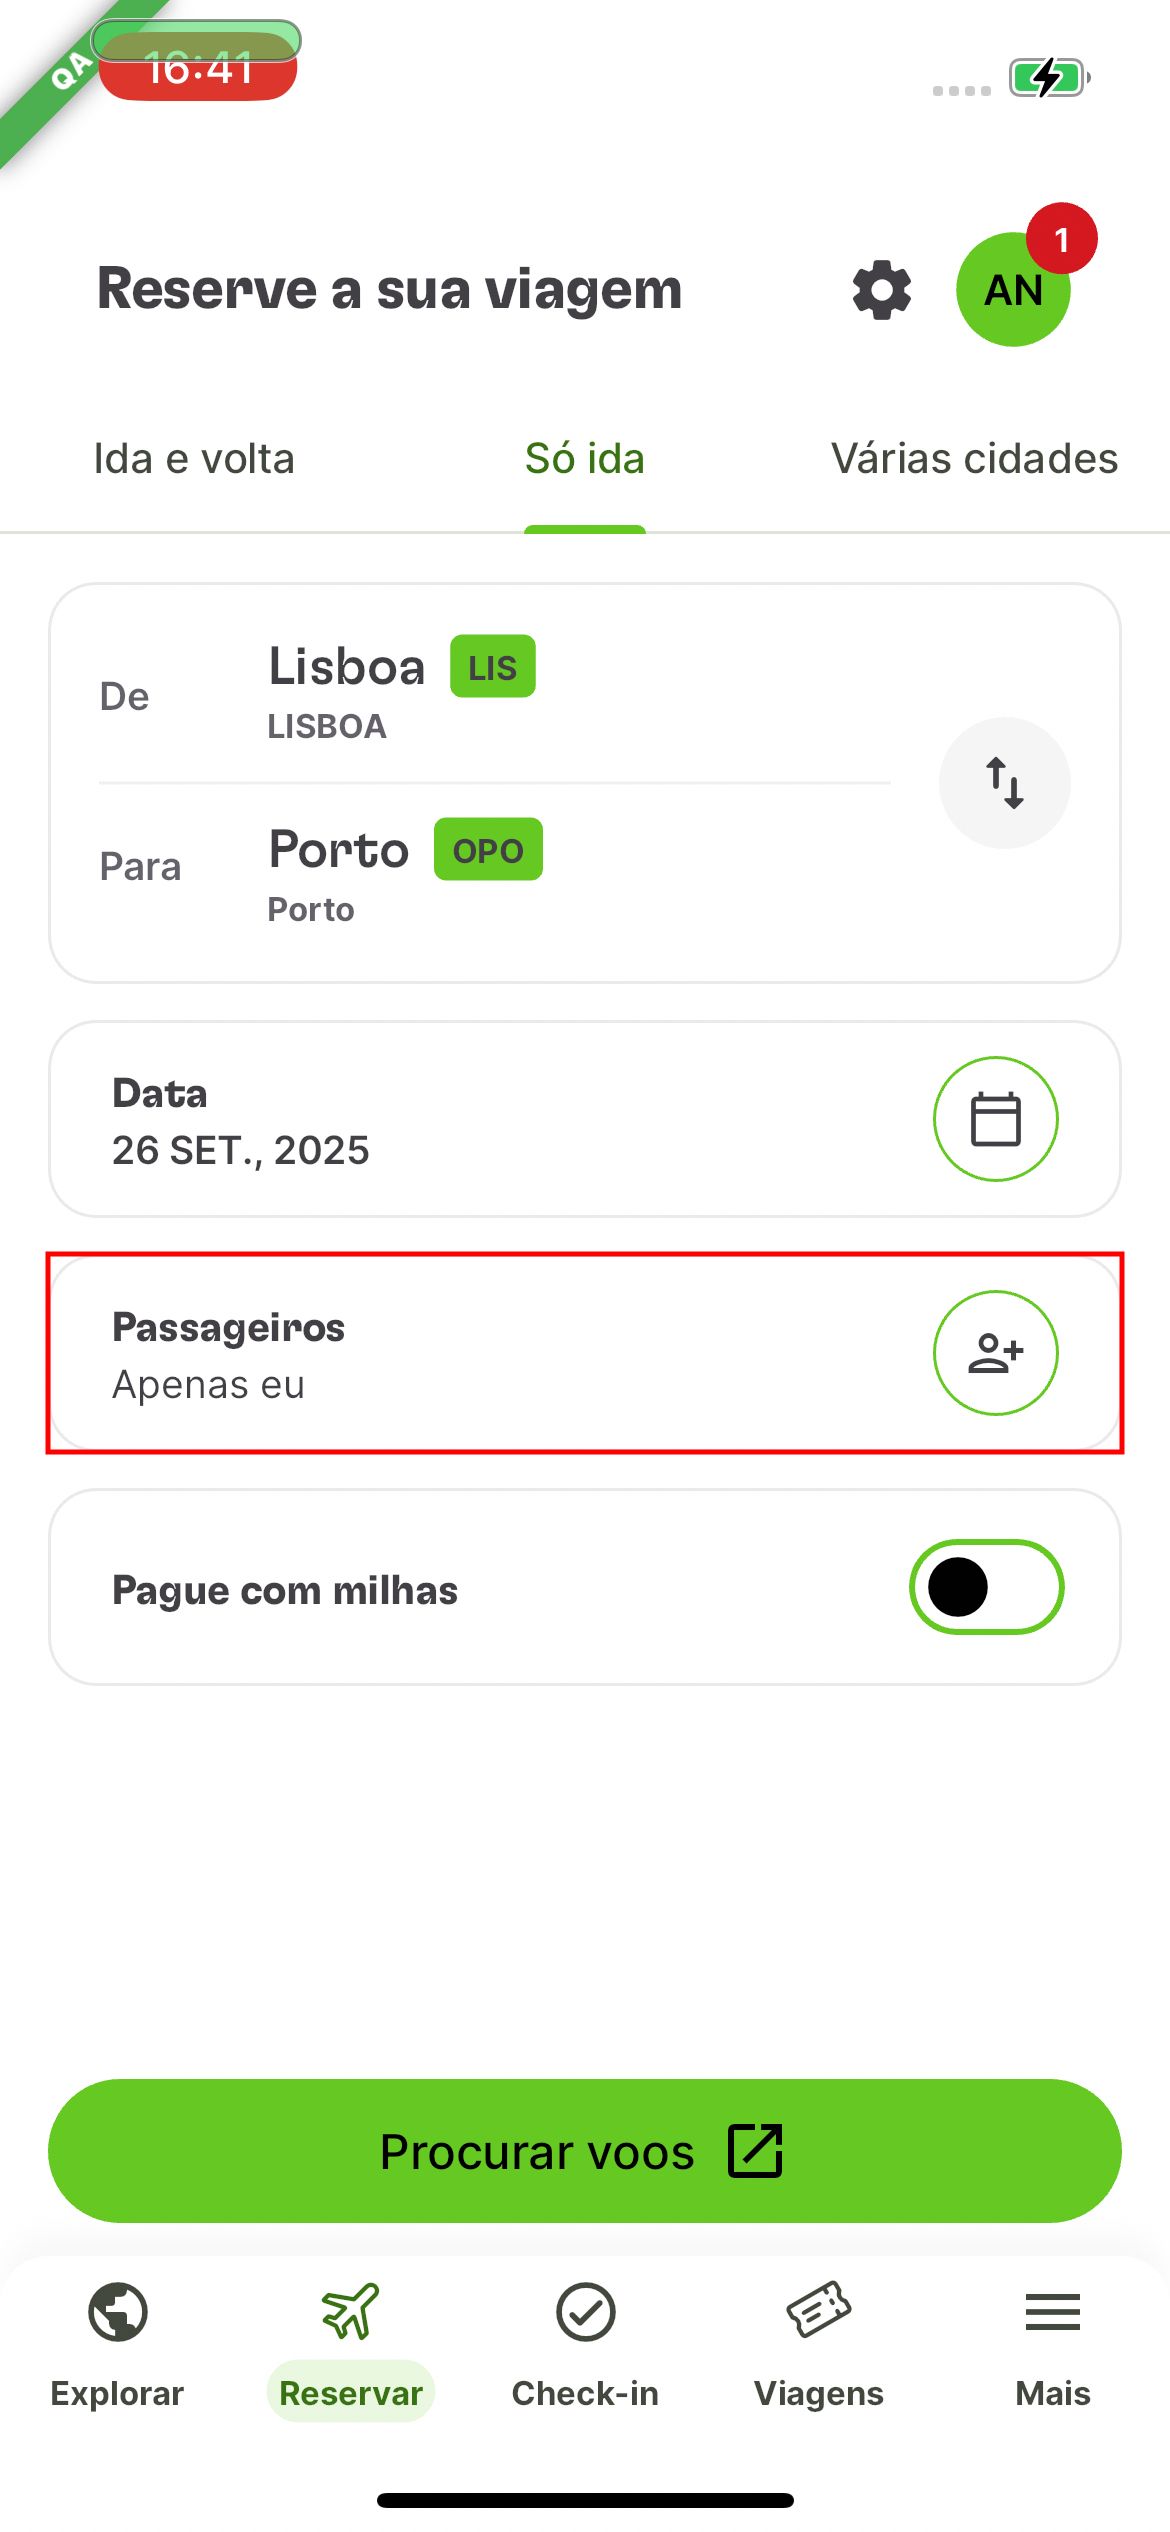 QA
16:41
Reserve a sua viagem
AN
1
Ida e volta
Só ida
Várias cidades
De
Lisboa LIS
LISBOA
Para
Porto OPO
Porto
Data
26 SET., 2025
Passageiros
Apenas eu
Pague com milhas
Procurar voos
Explorar
Reservar
Check-in
Viagens
Mais